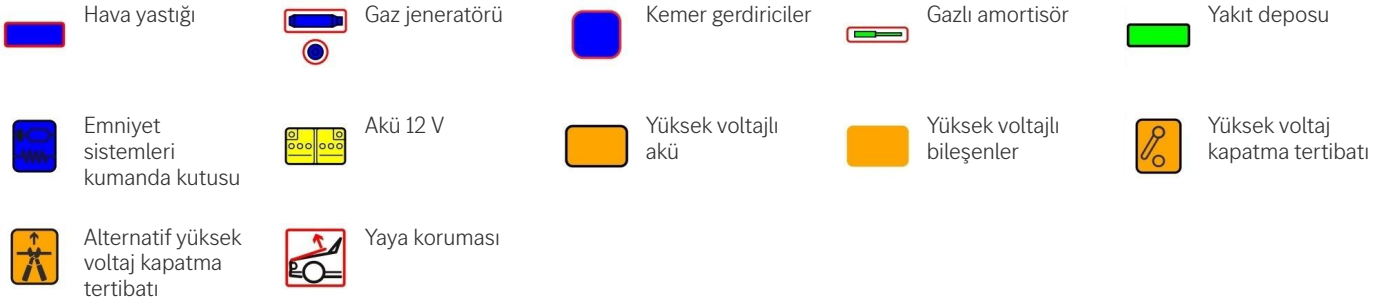 Hava yastığı
Gaz jeneratörü
Kemer gerdiriciler
Gazlı amortisör
Yakıt deposu
Emniyet
sistemleri
kumanda kutusu
Akü 12 V
Yüksek voltajlı
akü
Yüksek voltajlı
bileşenler
Yüksek voltaj
kapatma tertibatı
Alternatif yüksek
voltaj kapatma
tertibatı
Yaya koruması